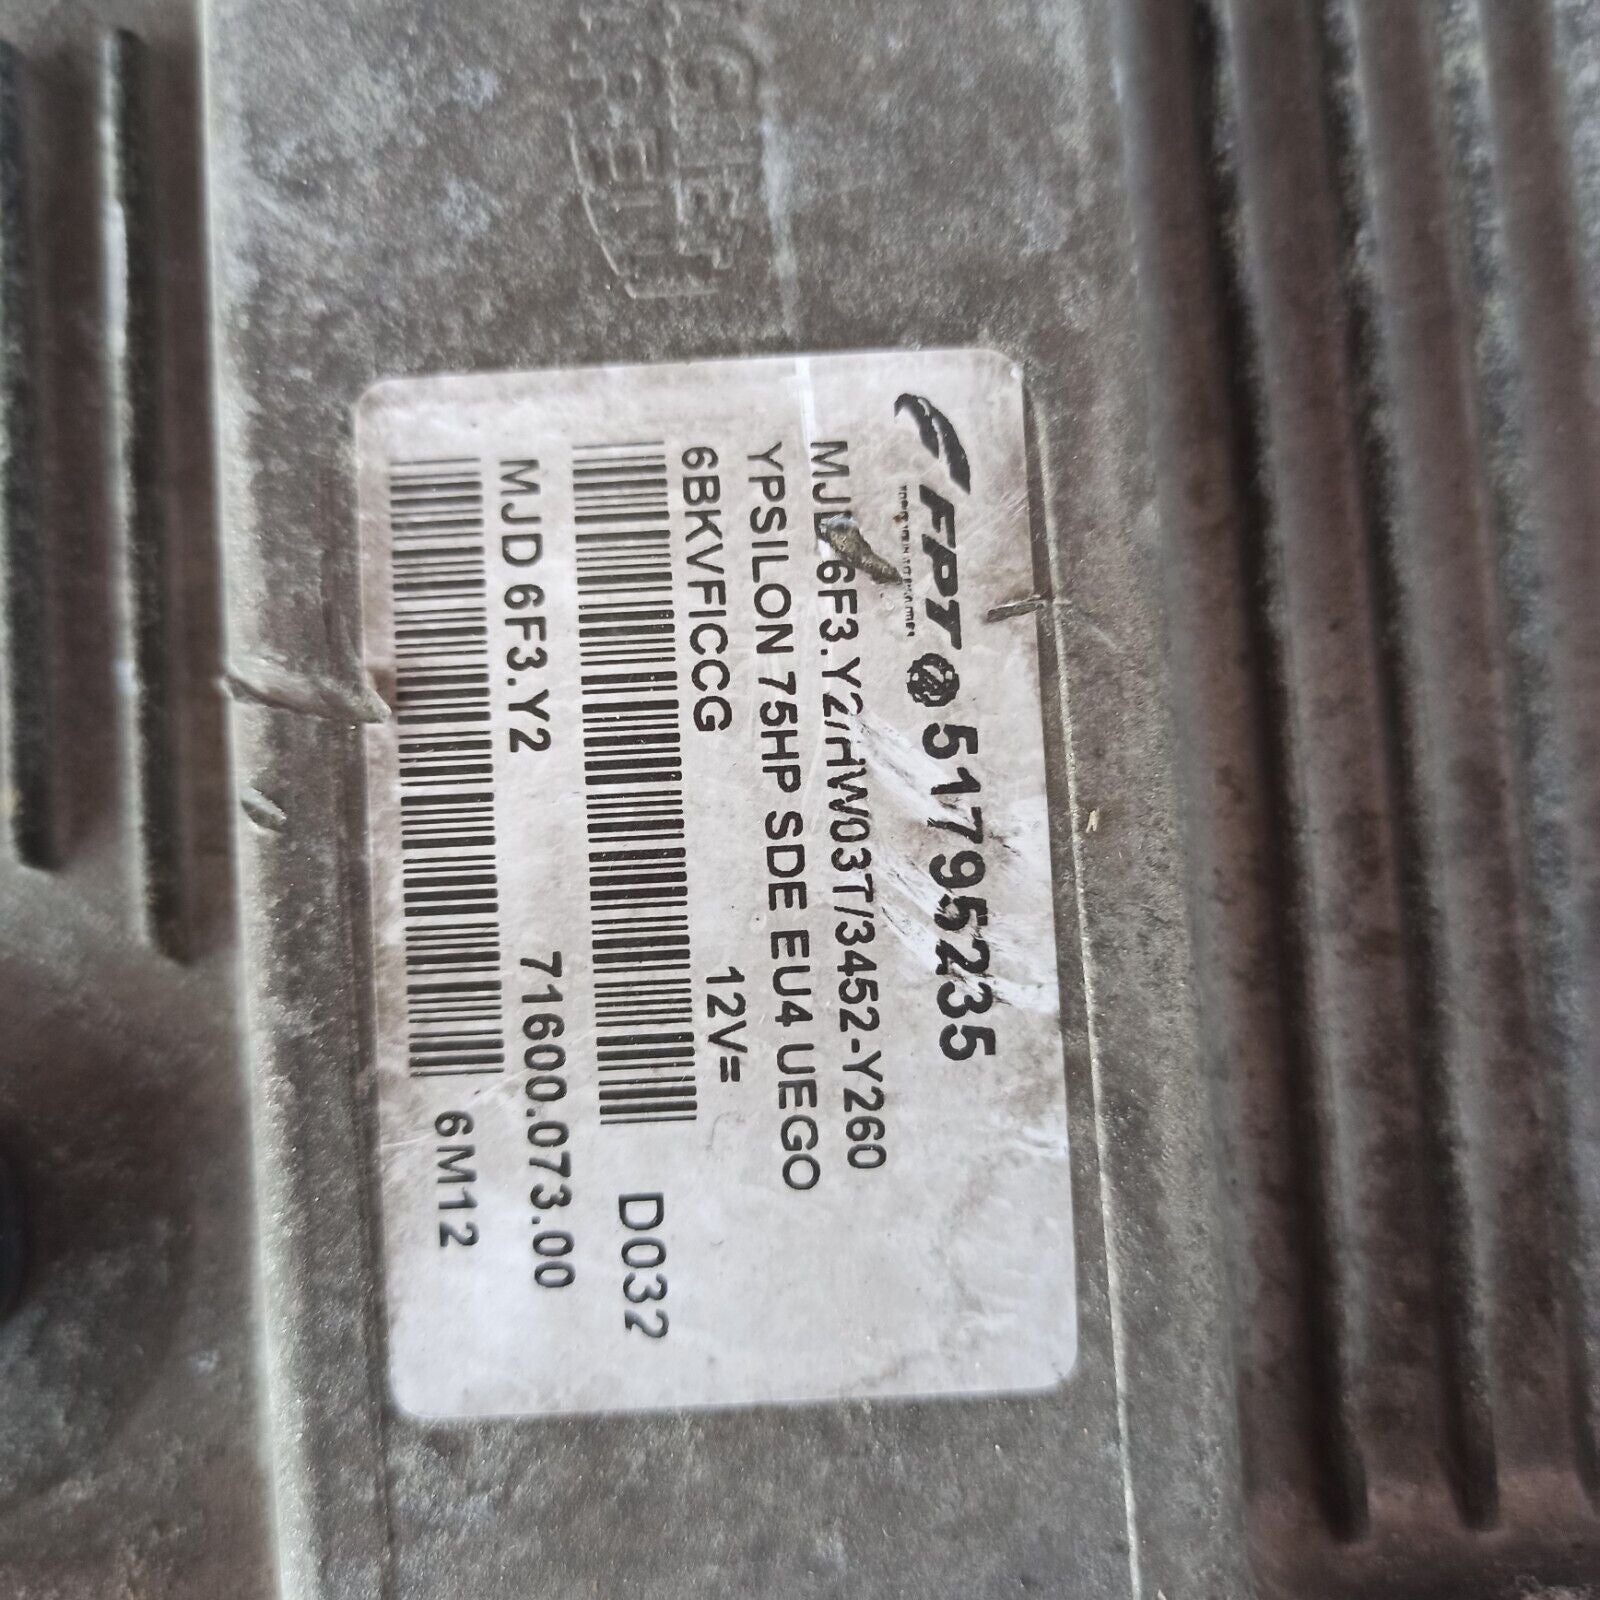 FPT 51795235
MJD 6F3.Y2/HW03T/3452-Y260
YPSILON 75HP SDE EU4 UEGO
6BKVFICCG 12V=
D032
MJD 6F3.Y2 71600.073.00
6M12